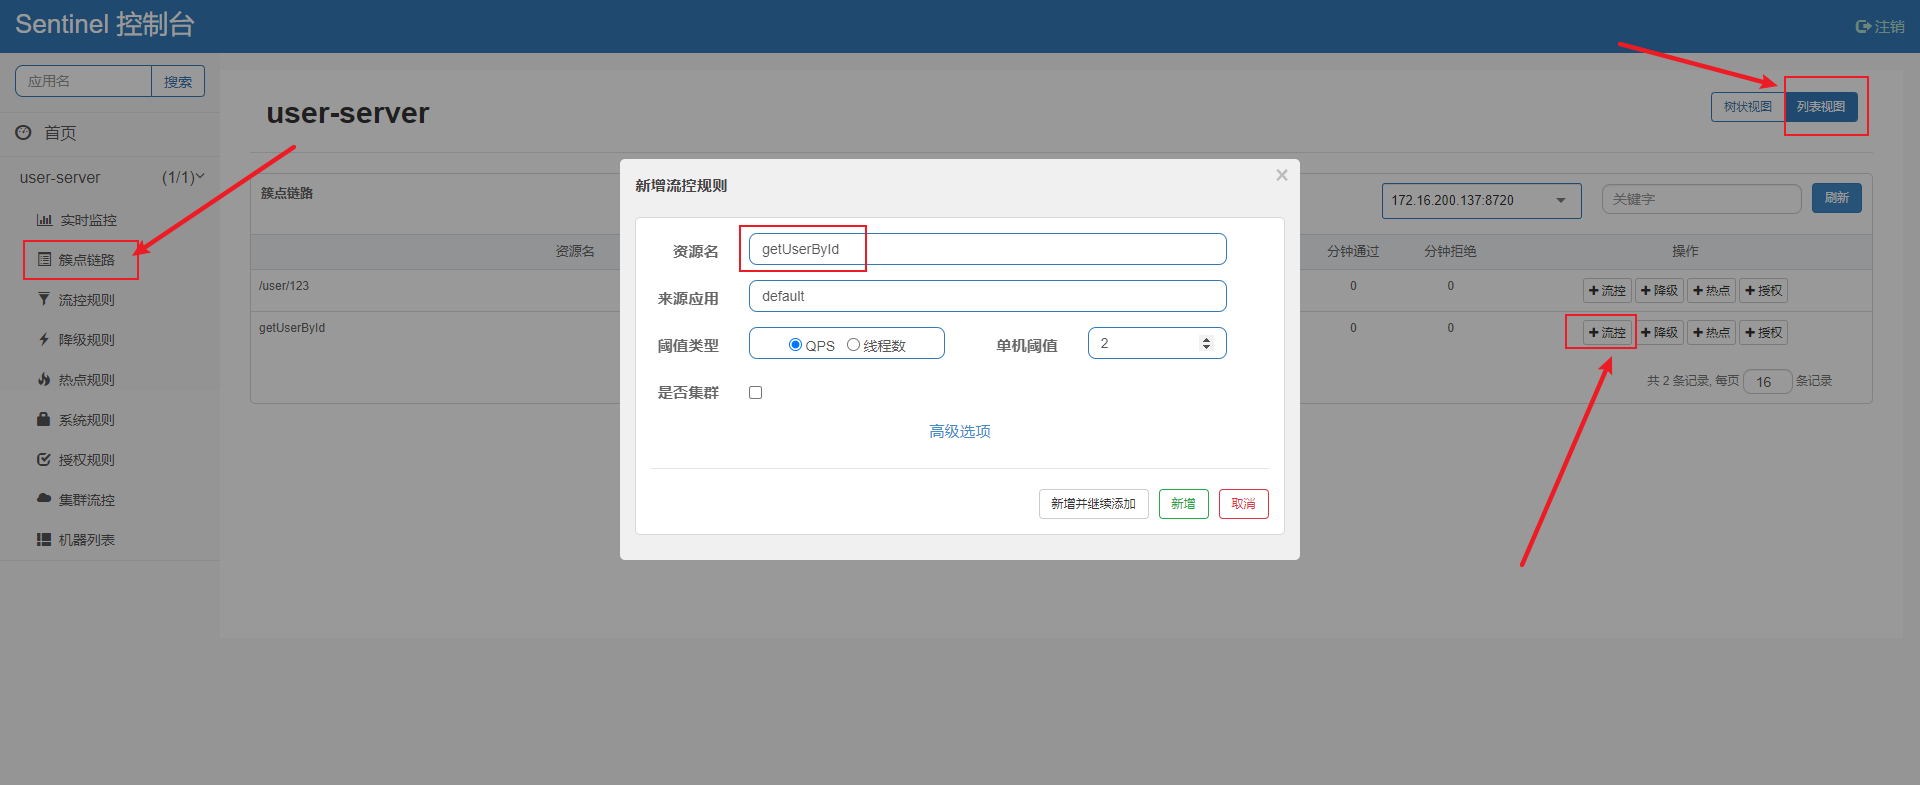 Sentinel 控制台
注销
应用名 搜索
首页
user-server (1/1)
实时监控
簇点链路
流控规则
降级规则
热点规则
系统规则
授权规则
集群流控
机器列表
user-server
树状视图 列表视图
簇点链路
172.16.200.137:8720 关键字 刷新
资源名 分钟通过 分钟拒绝 操作
/user/123 0 0 流控 降级 热点 授权
getUserById 0 0 流控 降级 热点 授权
共 2 条记录, 每页 16 条记录
新增流控规则
×
资源名 getUserById
来源应用 default
阈值类型 QPS 线程数 单机阈值 2
是否集群
高级选项
新增并继续添加 新增 取消